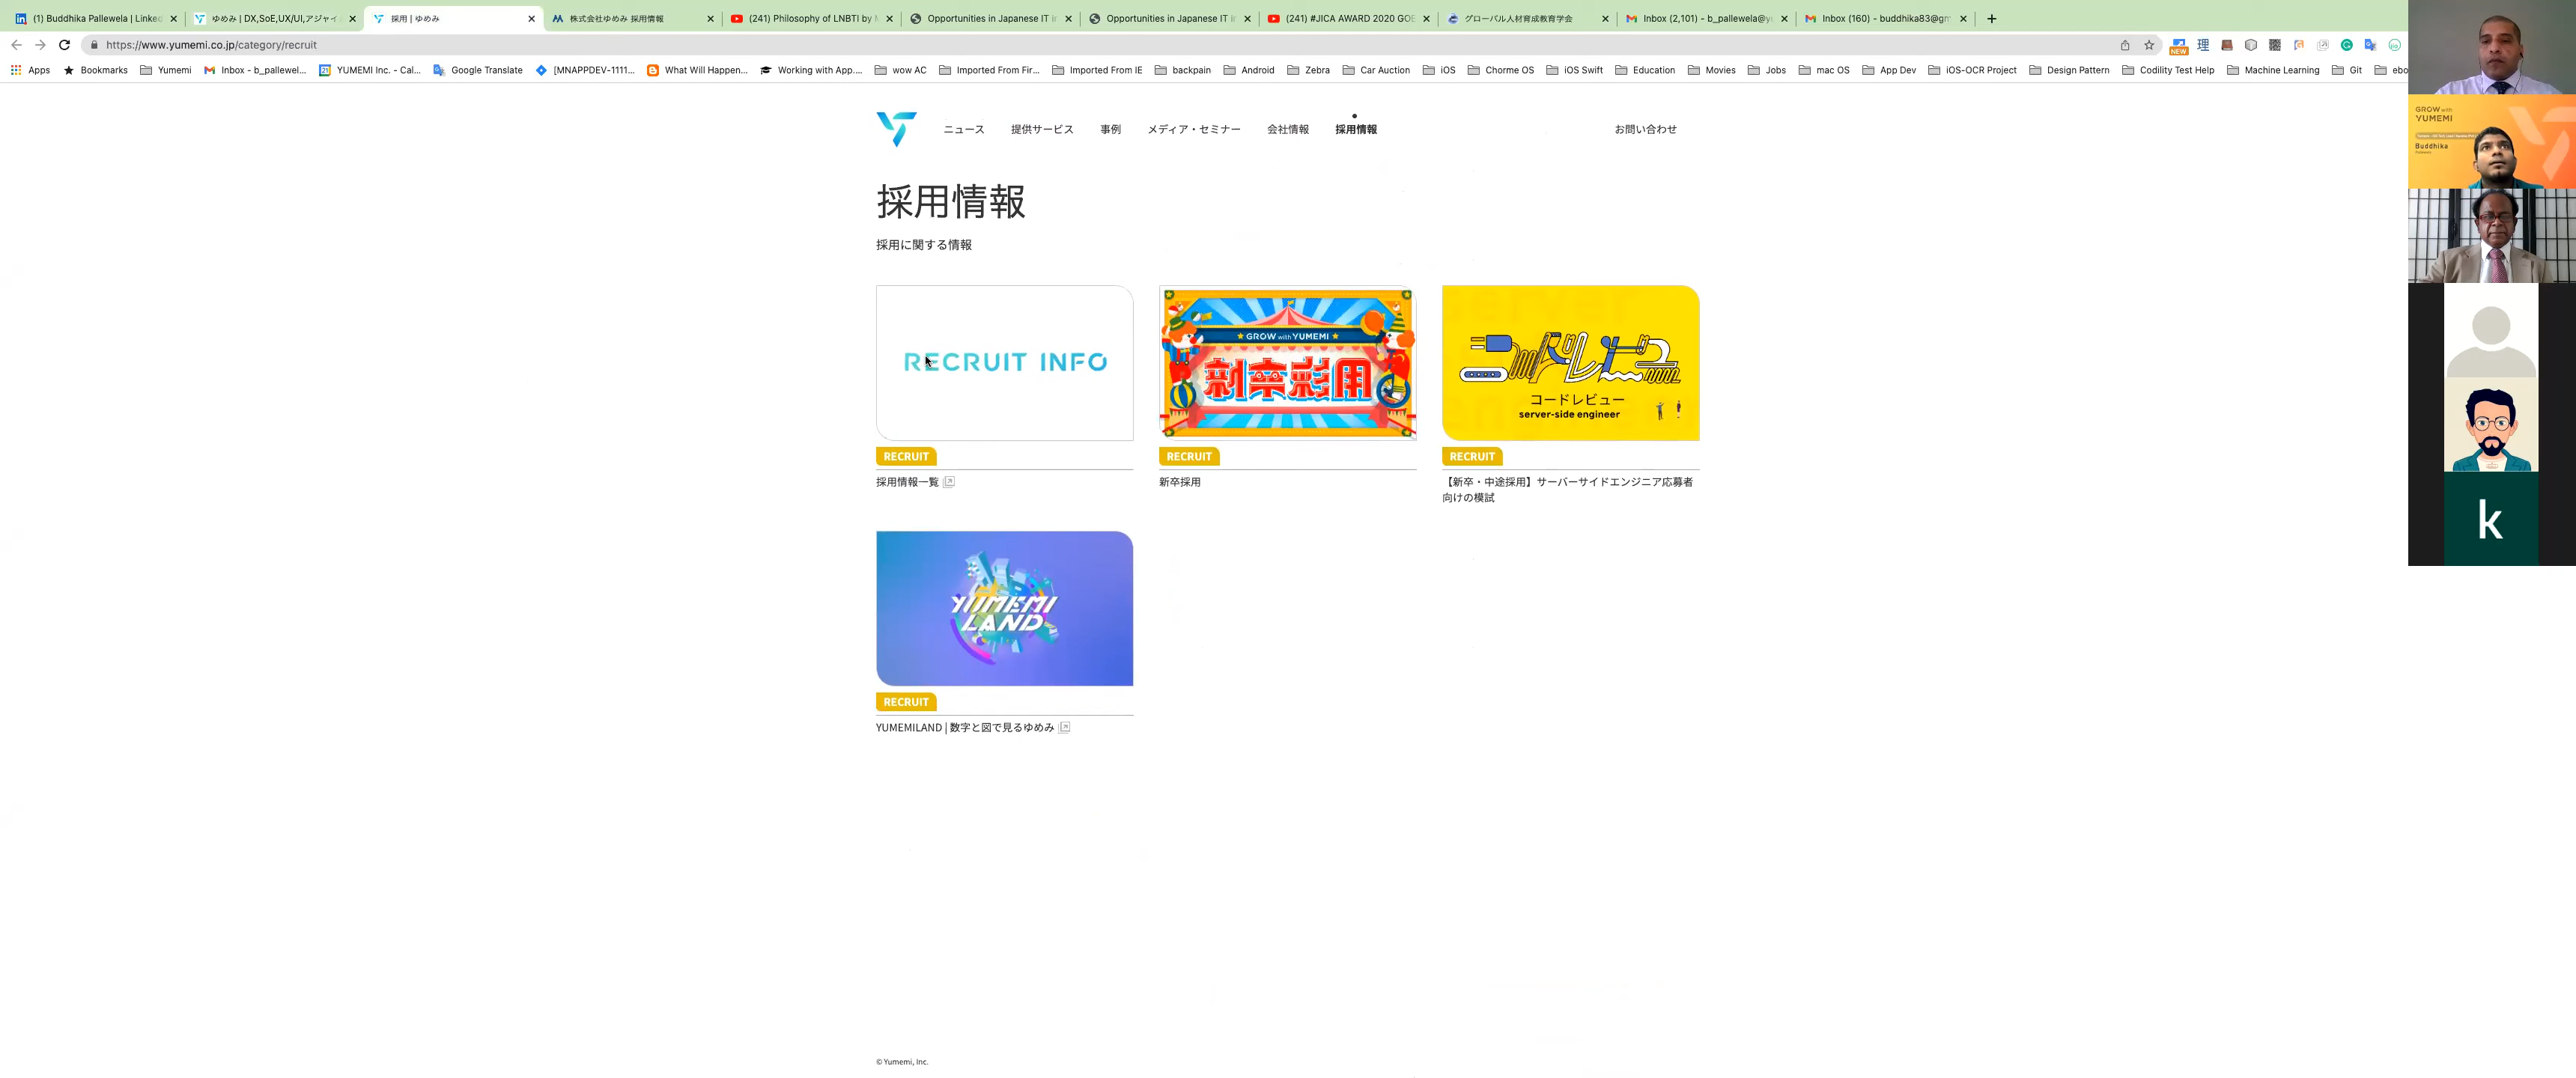 (1) Buddhika Pallewela | Linke
ゆめみ | DX,SoE,UX/UI,アジャイ
採用 | ゆめみ
株式会社ゆめみ 採用情報
(241) Philosophy of LNBTI by
Opportunities in Japanese IT i
Opportunities in Japanese IT i
(241) #JICA AWARD 2020 GOE
グローバル人材育成教育学会
Inbox (2,101) - b_pallewela@y
Inbox (160) - buddhika83@gm
https://www.yumemi.co.jp/category/recruit
NEW
理
Apps
Bookmarks
Yumemi
Inbox - b_pallewel...
YUMEMI Inc. - Cal...
Google Translate
[MNAPPDEV-1111...
What Will Happen...
Working with App....
wow AC
Imported From Fir...
Imported From IE
backpain
Android
Zebra
Car Auction
iOS
Chorme OS
iOS Swift
Education
Movies
Jobs
mac OS
App Dev
iOS-OCR Project
Design Pattern
Codility Test Help
Machine Learning
Git
ebo
ニュース
提供サービス
事例
メディア・セミナー
会社情報
採用情報
お問い合わせ
採用情報
採用に関する情報
RECRUIT INFO
RECRUIT
採用情報一覧
GROW with YUMEMI
新卒採用
RECRUIT
新卒採用
コードレビュー
コードレビュー
server-side engineer
RECRUIT
【新卒・中途採用】サーバーサイドエンジニア応募者
向けの模試
YUMEMI
LAND
RECRUIT
YUMEMILAND | 数字と図で見るゆめみ
© Yumemi, Inc.
GROW with
YUMEMI
Buddhika
k